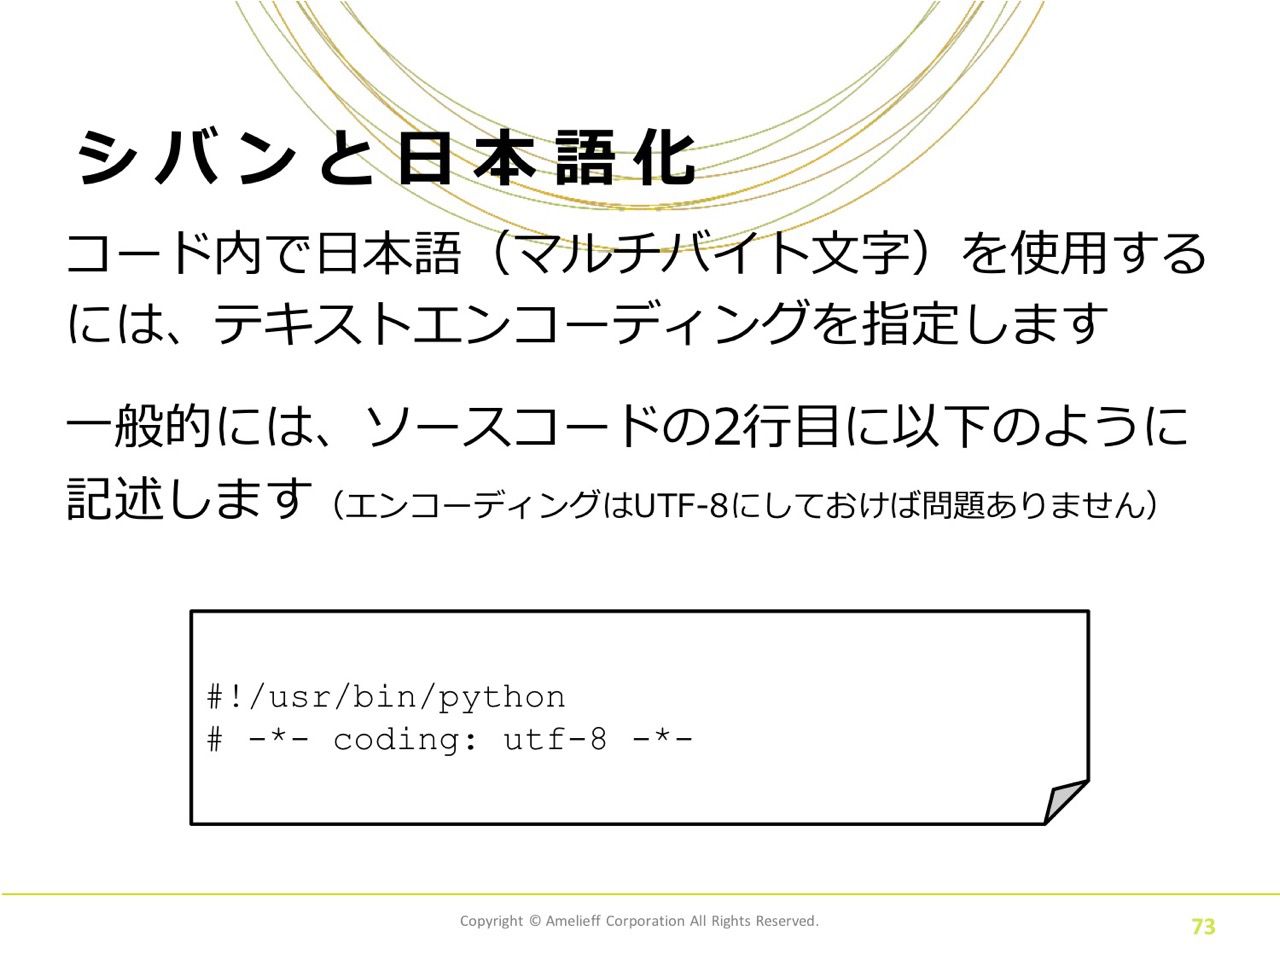 シバンと日本語化
コード内で日本語（マルチバイト文字）を使用する
には、テキストエンコーディングを指定します
一般的には、ソースコードの2行目に以下のように
記述します（エンコーディングはUTF-8にしておけば問題ありません）
#!/usr/bin/python
# -*- coding: utf-8 -*-
Copyright © Amelieff Corporation All Rights Reserved.
73